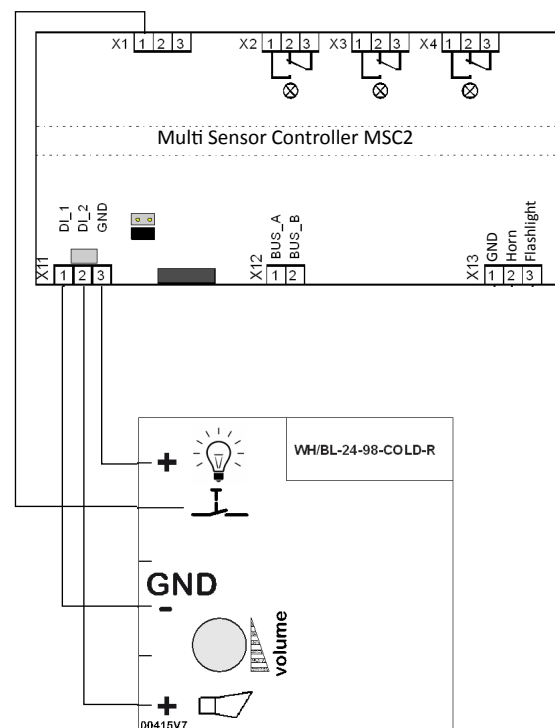 X1 1 2 3 X2 1 2 3 X3 1 2 3 X4 1 2 3
Multi Sensor Controller MSC2
DI_1
DI_2
GND
BUS_A
BUS_B
GND
Horn
Flashlight
X11 1 2 3
X12 1 2
X13 1 2 3
+
WH/BL-24-98-COLD-R
GND
-
volume
+
00415V7